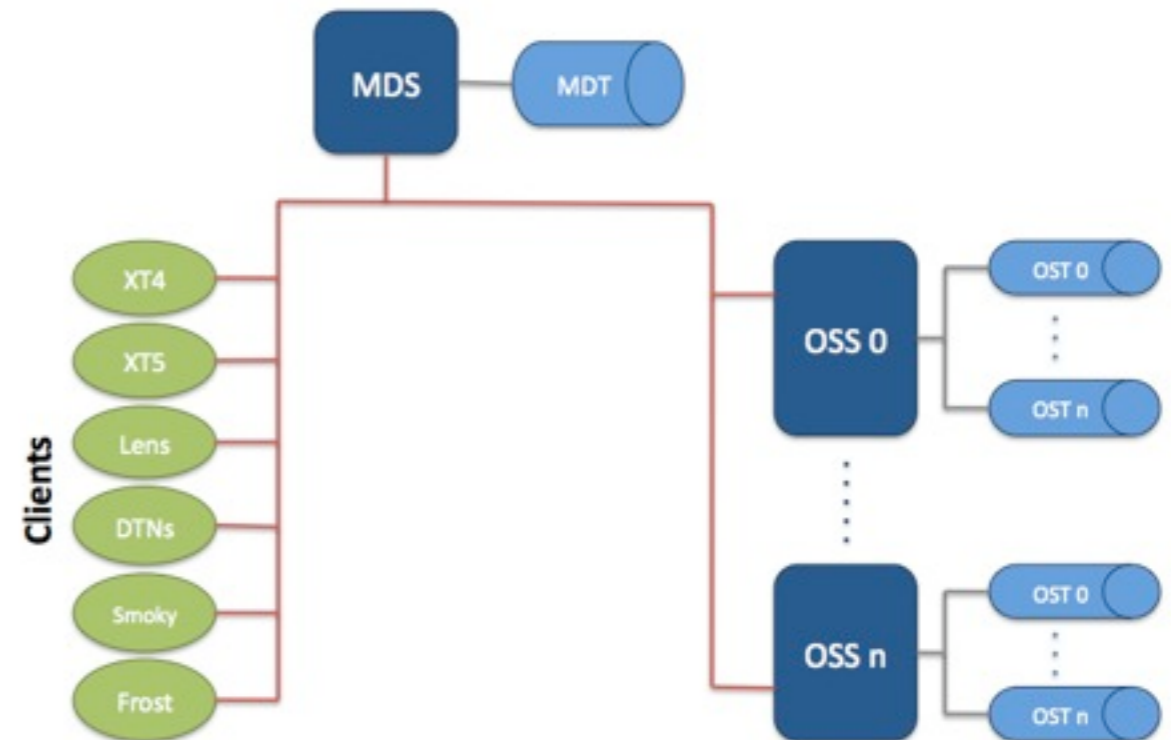 MDS
MDT
Clients
XT4
XT5
Lens
DTNs
Smoky
Frost
OSS 0
OST 0
OST n
OSS n
OST 0
OST n